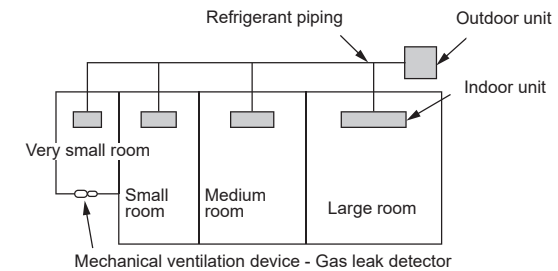 Refrigerant piping
Outdoor unit
Indoor unit
Very small room
Small
room
Medium
room
Large room
Mechanical ventilation device - Gas leak detector